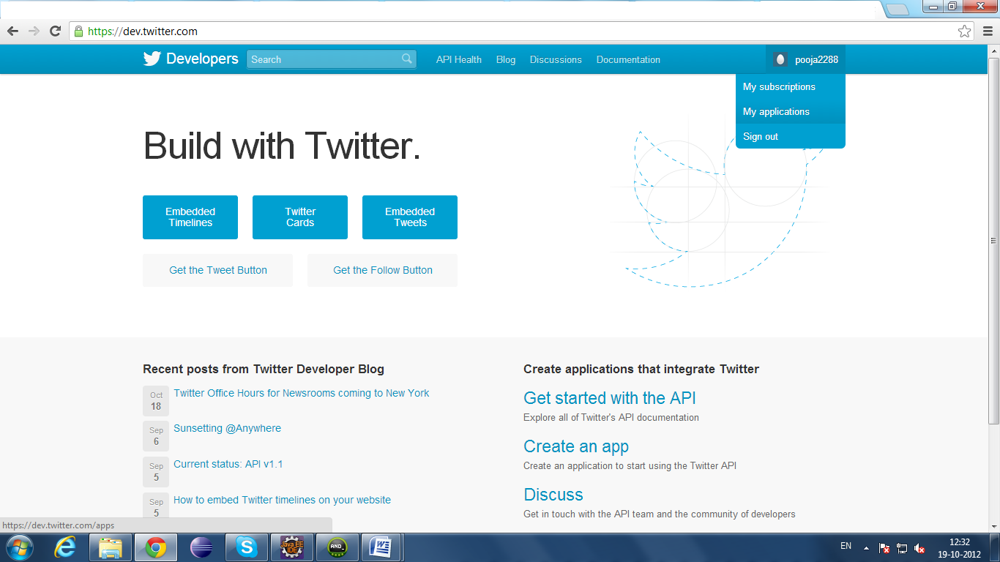 https://dev.twitter.com
Developers
Search
API Health
Blog
Discussions
Documentation
pooja2288
My subscriptions
My applications
Sign out
Build with Twitter.
Embedded
Timelines
Twitter
Cards
Embedded
Tweets
Get the Tweet Button
Get the Follow Button
Recent posts from Twitter Developer Blog
Oct
18
Twitter Office Hours for Newsrooms coming to New York
Sep
6
Sunsetting @Anywhere
Sep
5
Current status: API v1.1
Sep
5
How to embed Twitter timelines on your website
Create applications that integrate Twitter
Get started with the API
Explore all of Twitter's API documentation
Create an app
Create an application to start using the Twitter API
Discuss
Get in touch with the API team and the community of developers
https://dev.twitter.com/apps
Java EE
IDE
AND_
EN
12:32
19-10-2012